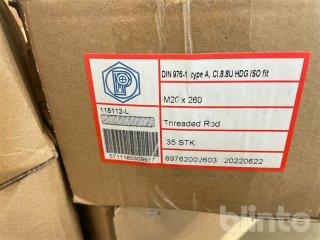 DIN 976-1 type A, Cl.8.8U HDG ISO fit
M20 x 260
118112-L
Threaded Rod
35 STK.
5711160309927
89762002603 20220622
blinto